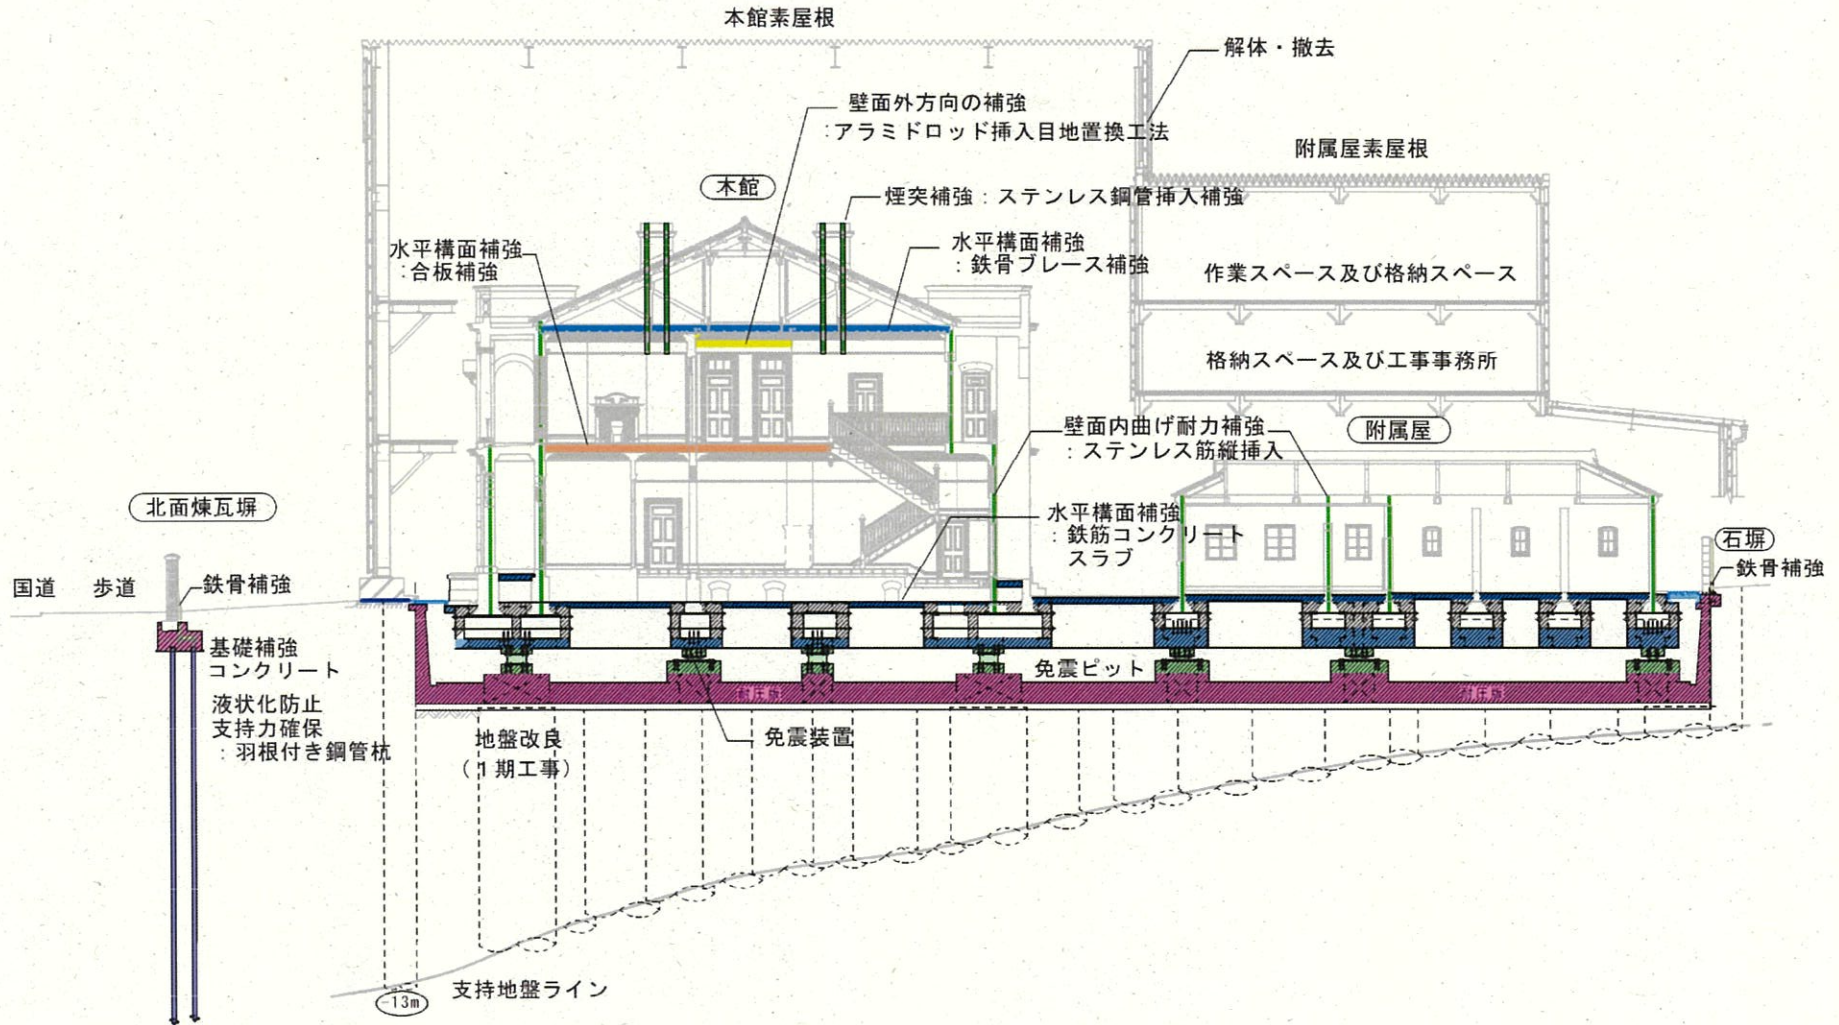 本館素屋根
解体・撤去
壁面外方向の補強
：アラミドロッド挿入目地置換工法
附属屋素屋根
本館
煙突補強：ステンレス鋼管挿入補強
水平構面補強
：合板補強
水平構面補強
：鉄骨ブレース補強
作業スペース及び格納スペース
格納スペース及び工事事務所
壁面内曲げ耐力補強
：ステンレス筋縦挿入
附属屋
北面煉瓦塀
水平構面補強
：鉄筋コンクリート
スラブ
石塀
鉄骨補強
国道
歩道
鉄骨補強
基礎補強
コンクリート
液状化防止
支持力確保
：羽根付き鋼管杭
免震ピット
耐圧版
耐圧版
地盤改良
（1期工事）
免震装置
支持地盤ライン
-13m